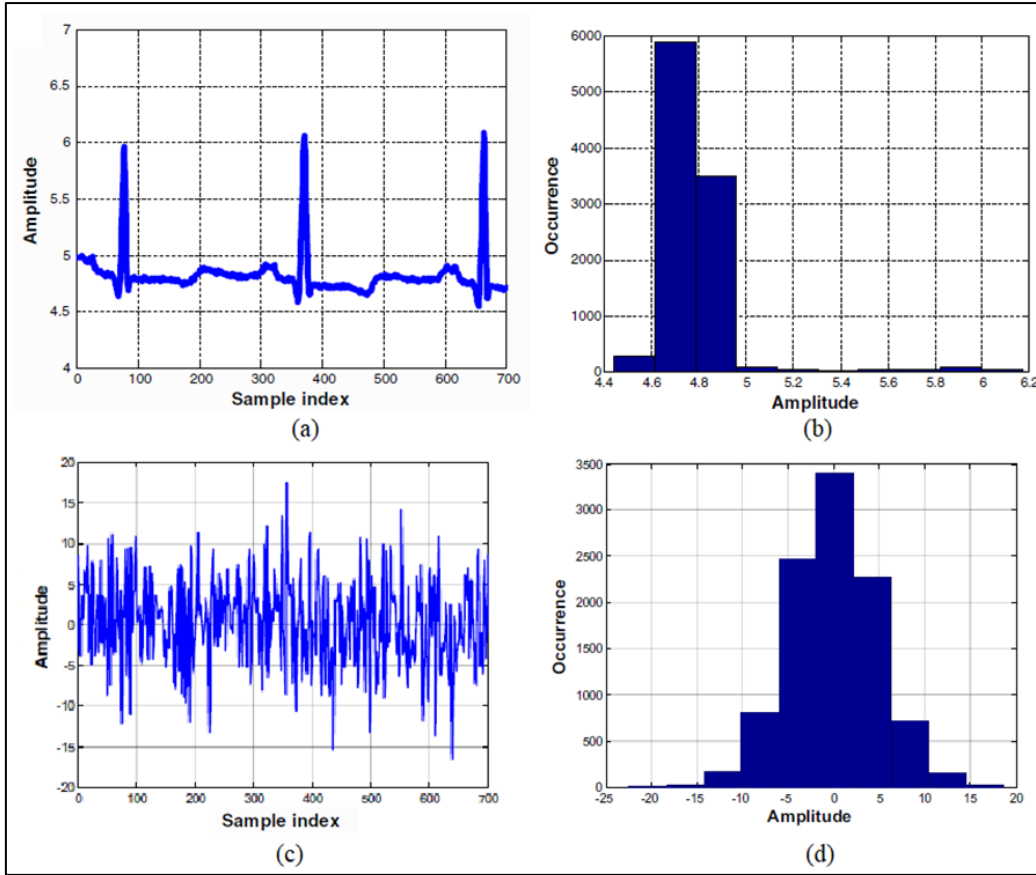 7
6.5
6
5.5
5
4.5
4
Amplitude
0 100 200 300 400 500 600 700
Sample index
(a)
6000
5000
4000
3000
2000
1000
0
Occurrence
4.4 4.6 4.8 5 5.2 5.4 5.6 5.8 6 6.2
Amplitude
(b)
20
15
10
5
0
-5
-10
-15
-20
Amplitude
0 100 200 300 400 500 600 700
Sample index
(c)
3500
3000
2500
2000
1500
1000
500
0
Occurrence
-25 -20 -15 -10 -5 0 5 10 15 20
Amplitude
(d)